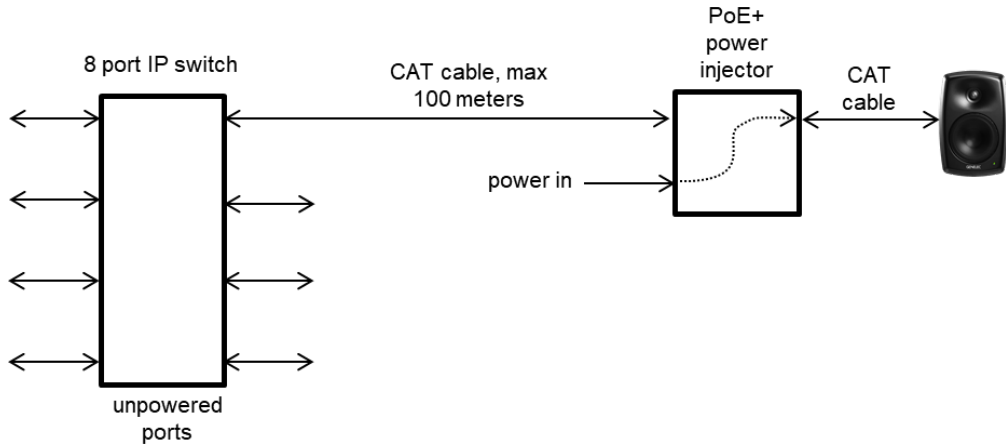 8 port IP switch
CAT cable, max
100 meters
PoE+
power
injector
CAT
cable
power in
unpowered
ports